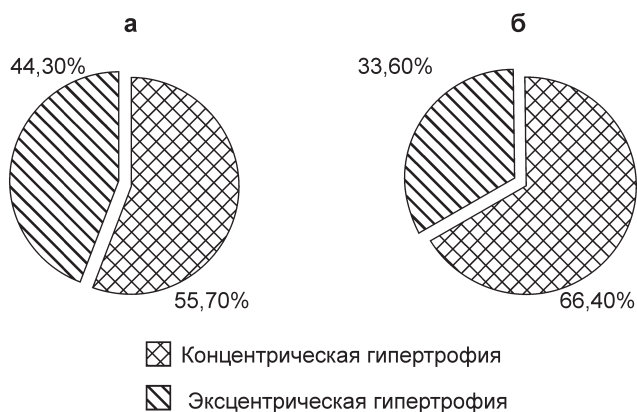 а б
44,30% 33,60%
55,70% 66,40%
Концентрическая гипертрофия
Эксцентрическая гипертрофия